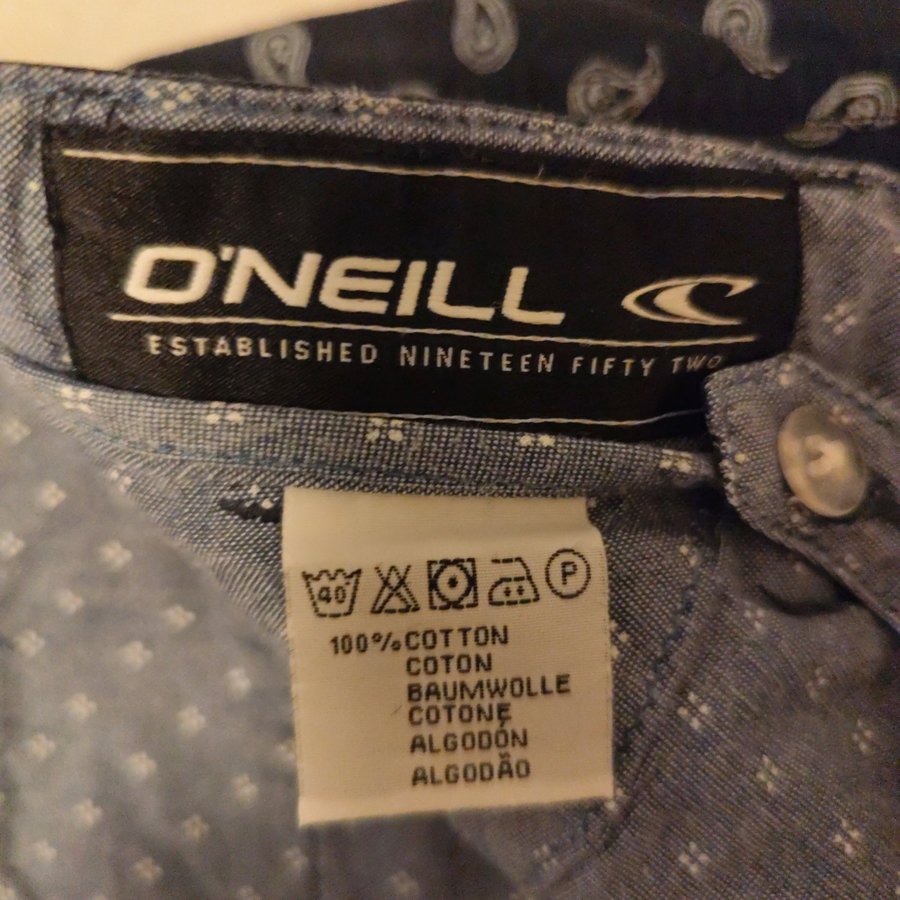 O'NEILL
ESTABLISHED NINETEEN FIFTY TWO
40 P
100% COTTON
COTON
BAUMWOLLE
COTONE
ALGODÓN
ALGODÃO